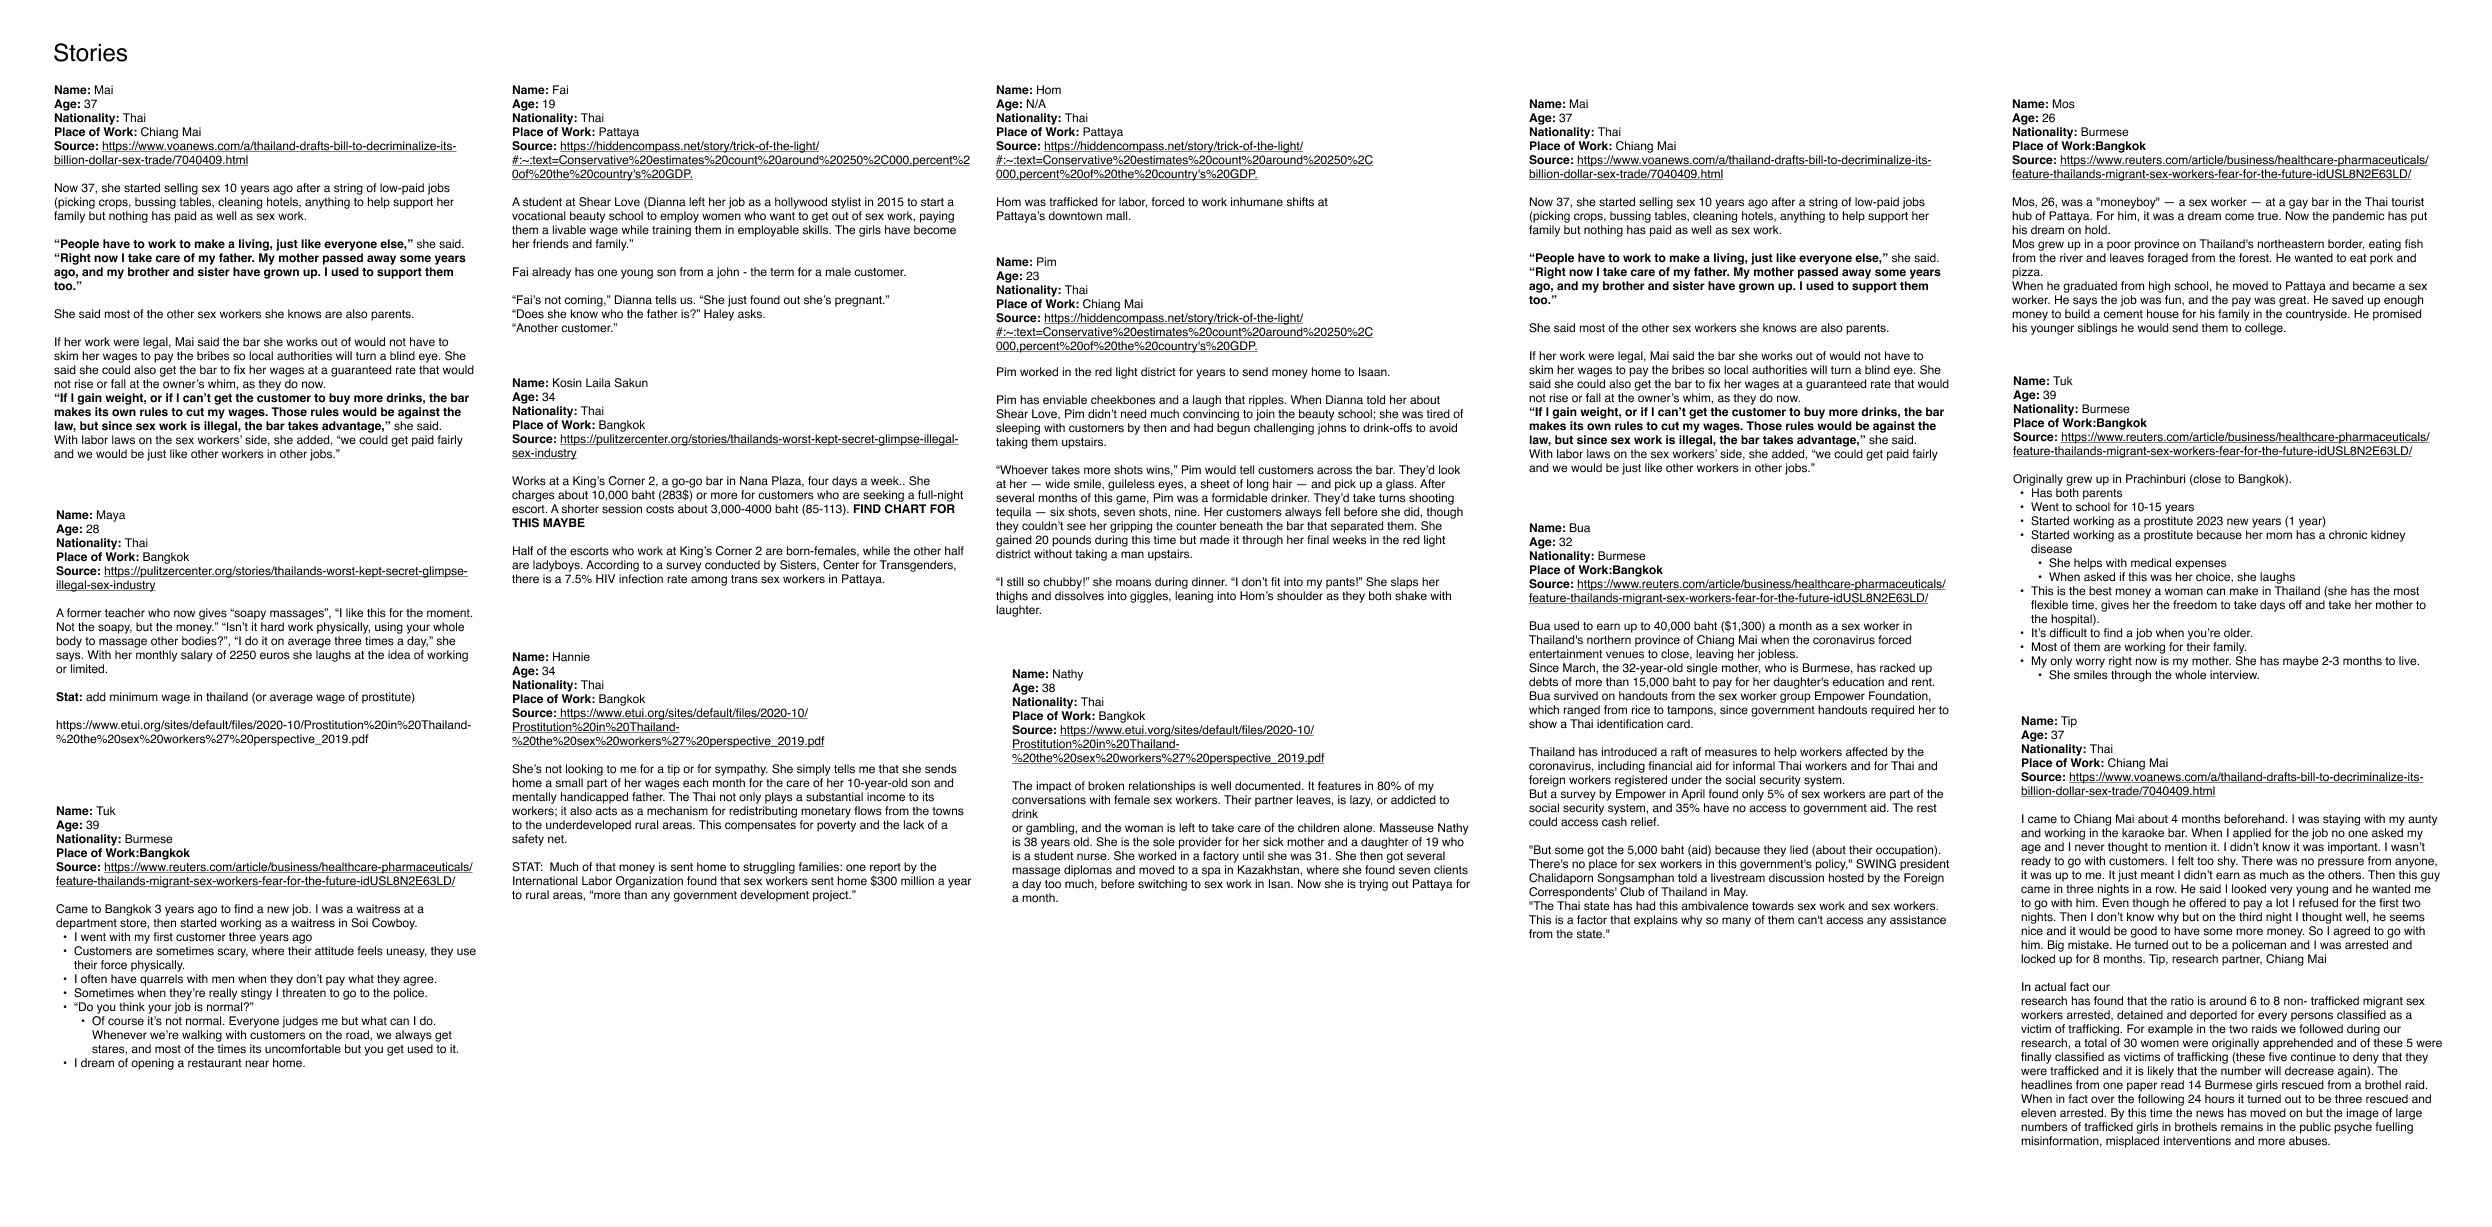 Stories
Name: Mai
Age: 37
Nationality: Thai
Place of Work: Chiang Mai
Source: https://www.voanews.com/a/thailand-drafts-bill-to-decriminalize-its-
billion-dollar-sex-trade/7040409.html
Now 37, she started selling sex 10 years ago after a string of low-paid jobs
(picking crops, bussing tables, cleaning hotels, anything to help support her
family but nothing has paid as well as sex work.
“People have to work to make a living, just like everyone else,” she said.
“Right now I take care of my father. My mother passed away some years
ago, and my brother and sister have grown up. I used to support them
too.”
She said most of the other sex workers she knows are also parents.
If her work were legal, Mai said the bar she works out of would not have to
skim her wages to pay the bribes so local authorities will turn a blind eye. She
said she could also get the bar to fix her wages at a guaranteed rate that would
not rise or fall at the owner’s whim, as they do now.
“If I gain weight, or if I can’t get the customer to buy more drinks, the bar
makes its own rules to cut my wages. Those rules would be against the
law, but since sex work is illegal, the bar takes advantage,” she said.
With labor laws on the sex workers’ side, she added, “we could get paid fairly
and we would be just like other workers in other jobs.”
Name: Maya
Age: 28
Nationality: Thai
Place of Work: Bangkok
Source: https://pulitzercenter.org/stories/thailands-worst-kept-secret-glimpse-
illegal-sex-industry
A former teacher who now gives “soapy massages”, “I like this for the moment.
Not the soapy, but the money.” “Isn’t it hard work physically, using your whole
body to massage other bodies?”, “I do it on average three times a day,” she
says. With her monthly salary of 2250 euros she laughs at the idea of working
or limited.
Stat: add minimum wage in thailand (or average wage of prostitute)
https://www.etui.org/sites/default/files/2020-10/Prostitution%20in%20Thailand-
%20the%20sex%20workers%27%20perspective_2019.pdf
Name: Tuk
Age: 39
Nationality: Burmese
Place of Work:Bangkok
Source: https://www.reuters.com/article/business/healthcare-pharmaceuticals/
feature-thailands-migrant-sex-workers-fear-for-the-future-idUSL8N2E63LD/
Came to Bangkok 3 years ago to find a new job. I was a waitress at a
department store, then started working as a waitress in Soi Cowboy.
• I went with my first customer three years ago
• Customers are sometimes scary, where their attitude feels uneasy, they use
their force physically.
• I often have quarrels with men when they don’t pay what they agree.
• Sometimes when they’re really stingy I threaten to go to the police.
• “Do you think your job is normal?”
• Of course it’s not normal. Everyone judges me but what can I do.
Whenever we’re walking with customers on the road, we always get
stares, and most of the times its uncomfortable but you get used to it.
• I dream of opening a restaurant near home.
Name: Fai
Age: 19
Nationality: Thai
Place of Work: Pattaya
Source: https://hiddencompass.net/story/trick-of-the-light/
#:~:text=Conservative%20estimates%20count%20around%20250%2C000,percent%2
0of%20the%20country's%20GDP.
A student at Shear Love (Dianna left her job as a hollywood stylist in 2015 to start a
vocational beauty school to employ women who want to get out of sex work, paying
them a livable wage while training them in employable skills. The girls have become
her friends and family.”
Fai already has one young son from a john - the term for a male customer.
“Fai’s not coming,” Dianna tells us. “She just found out she’s pregnant.”
“Does she know who the father is?” Haley asks.
“Another customer.”
Name: Kosin Laila Sakun
Age: 34
Nationality: Thai
Place of Work: Bangkok
Source: https://pulitzercenter.org/stories/thailands-worst-kept-secret-glimpse-illegal-
sex-industry
Works at a King’s Corner 2, a go-go bar in Nana Plaza, four days a week.. She
charges about 10,000 baht (283$) or more for customers who are seeking a full-night
escort. A shorter session costs about 3,000-4000 baht (85-113). FIND CHART FOR
THIS MAYBE
Half of the escorts who work at King’s Corner 2 are born-females, while the other half
are ladyboys. According to a survey conducted by Sisters, Center for Transgenders,
there is a 7.5% HIV infection rate among trans sex workers in Pattaya.
Name: Hannie
Age: 34
Nationality: Thai
Place of Work: Bangkok
Source: https://www.etui.org/sites/default/files/2020-10/
Prostitution%20in%20Thailand-
%20the%20sex%20workers%27%20perspective_2019.pdf
She’s not looking to me for a tip or for sympathy. She simply tells me that she sends
home a small part of her wages each month for the care of her 10-year-old son and
mentally handicapped father. The Thai not only plays a substantial income to its
workers; it also acts as a mechanism for redistributing monetary flows from the towns
to the underdeveloped rural areas. This compensates for poverty and the lack of a
safety net.
STAT:  Much of that money is sent home to struggling families: one report by the
International Labor Organization found that sex workers sent home $300 million a year
to rural areas, “more than any government development project.”
Name: Hom
Age: N/A
Nationality: Thai
Place of Work: Pattaya
Source: https://hiddencompass.net/story/trick-of-the-light/
#:~:text=Conservative%20estimates%20count%20around%20250%2C
000,percent%20of%20the%20country's%20GDP.
Hom was trafficked for labor, forced to work inhumane shifts at
Pattaya’s downtown mall.
Name: Pim
Age: 23
Nationality: Thai
Place of Work: Chiang Mai
Source: https://hiddencompass.net/story/trick-of-the-light/
#:~:text=Conservative%20estimates%20count%20around%20250%2C
000,percent%20of%20the%20country's%20GDP.
Pim worked in the red light district for years to send money home to Isaan.
Pim has enviable cheekbones and a laugh that ripples. When Dianna told her about
Shear Love, Pim didn’t need much convincing to join the beauty school; she was tired of
sleeping with customers by then and had begun challenging johns to drink-offs to avoid
taking them upstairs.
“Whoever takes more shots wins,” Pim would tell customers across the bar. They’d look
at her — wide smile, guileless eyes, a sheet of long hair — and pick up a glass. After
several months of this game, Pim was a formidable drinker. They’d take turns shooting
tequila — six shots, seven shots, nine. Her customers always fell before she did, though
they couldn’t see her gripping the counter beneath the bar that separated them. She
gained 20 pounds during this time but made it through her final weeks in the red light
district without taking a man upstairs.
“I still so chubby!” she moans during dinner. “I don’t fit into my pants!” She slaps her
thighs and dissolves into giggles, leaning into Hom’s shoulder as they both shake with
laughter.
Name: Nathy
Age: 38
Nationality: Thai
Place of Work: Bangkok
Source: https://www.etui.vorg/sites/default/files/2020-10/
Prostitution%20in%20Thailand-
%20the%20sex%20workers%27%20perspective_2019.pdf
The impact of broken relationships is well documented. It features in 80% of my
conversations with female sex workers. Their partner leaves, is lazy, or addicted to
drink
or gambling, and the woman is left to take care of the children alone. Masseuse Nathy
is 38 years old. She is the sole provider for her sick mother and a daughter of 19 who
is a student nurse. She worked in a factory until she was 31. She then got several
massage diplomas and moved to a spa in Kazakhstan, where she found seven clients
a day too much, before switching to sex work in Isan. Now she is trying out Pattaya for
a month.
Name: Mai
Age: 37
Nationality: Thai
Place of Work: Chiang Mai
Source: https://www.voanews.com/a/thailand-drafts-bill-to-decriminalize-its-
billion-dollar-sex-trade/7040409.html
Now 37, she started selling sex 10 years ago after a string of low-paid jobs
(picking crops, bussing tables, cleaning hotels, anything to help support her
family but nothing has paid as well as sex work.
“People have to work to make a living, just like everyone else,” she said.
“Right now I take care of my father. My mother passed away some years
ago, and my brother and sister have grown up. I used to support them
too.”
She said most of the other sex workers she knows are also parents.
If her work were legal, Mai said the bar she works out of would not have to
skim her wages to pay the bribes so local authorities will turn a blind eye. She
said she could also get the bar to fix her wages at a guaranteed rate that would
not rise or fall at the owner’s whim, as they do now.
“If I gain weight, or if I can’t get the customer to buy more drinks, the bar
makes its own rules to cut my wages. Those rules would be against the
law, but since sex work is illegal, the bar takes advantage,” she said.
With labor laws on the sex workers’ side, she added, “we could get paid fairly
and we would be just like other workers in other jobs.”
Name: Bua
Age: 32
Nationality: Burmese
Place of Work:Bangkok
Source: https://www.reuters.com/article/business/healthcare-pharmaceuticals/
feature-thailands-migrant-sex-workers-fear-for-the-future-idUSL8N2E63LD/
Bua used to earn up to 40,000 baht ($1,300) a month as a sex worker in
Thailand’s northern province of Chiang Mai when the coronavirus forced
entertainment venues to close, leaving her jobless.
Since March, the 32-year-old single mother, who is Burmese, has racked up
debts of more than 15,000 baht to pay for her daughter's education and rent.
Bua survived on handouts from the sex worker group Empower Foundation,
which ranged from rice to tampons, since government handouts required her to
show a Thai identification card.
Thailand has introduced a raft of measures to help workers affected by the
coronavirus, including financial aid for informal Thai workers and for Thai and
foreign workers registered under the social security system.
But a survey by Empower in April found only 5% of sex workers are part of the
social security system, and 35% have no access to government aid. The rest
could access cash relief.
"But some got the 5,000 baht (aid) because they lied (about their occupation).
There's no place for sex workers in this government's policy," SWING president
Chalidaporn Songsamphan told a livestream discussion hosted by the Foreign
Correspondents' Club of Thailand in May.
"The Thai state has had this ambivalence towards sex work and sex workers.
This is a factor that explains why so many of them can't access any assistance
from the state."
Name: Mos
Age: 26
Nationality: Burmese
Place of Work:Bangkok
Source: https://www.reuters.com/article/business/healthcare-pharmaceuticals/
feature-thailands-migrant-sex-workers-fear-for-the-future-idUSL8N2E63LD/
Mos, 26, was a "moneyboy" — a sex worker — at a gay bar in the Thai tourist
hub of Pattaya. For him, it was a dream come true. Now the pandemic has put
his dream on hold.
Mos grew up in a poor province on Thailand's northeastern border, eating fish
from the river and leaves foraged from the forest. He wanted to eat pork and
pizza.
When he graduated from high school, he moved to Pattaya and became a sex
worker. He says the job was fun, and the pay was great. He saved up enough
money to build a cement house for his family in the countryside. He promised
his younger siblings he would send them to college.
Name: Tuk
Age: 39
Nationality: Burmese
Place of Work:Bangkok
Source: https://www.reuters.com/article/business/healthcare-pharmaceuticals/
feature-thailands-migrant-sex-workers-fear-for-the-future-idUSL8N2E63LD/
Originally grew up in Prachinburi (close to Bangkok).
• Has both parents
• Went to school for 10-15 years
• Started working as a prostitute 2023 new years (1 year)
• Started working as a prostitute because her mom has a chronic kidney
disease
• She helps with medical expenses
• When asked if this was her choice, she laughs
• This is the best money a woman can make in Thailand (she has the most
flexible time, gives her the freedom to take days off and take her mother to
the hospital).
• It’s difficult to find a job when you’re older.
• Most of them are working for their family.
• My only worry right now is my mother. She has maybe 2-3 months to live.
• She smiles through the whole interview.
Name: Tip
Age: 37
Nationality: Thai
Place of Work: Chiang Mai
Source: https://www.voanews.com/a/thailand-drafts-bill-to-decriminalize-its-
billion-dollar-sex-trade/7040409.html
I came to Chiang Mai about 4 months beforehand. I was staying with my aunty
and working in the karaoke bar. When I applied for the job no one asked my
age and I never thought to mention it. I didn’t know it was important. I wasn’t
ready to go with customers. I felt too shy. There was no pressure from anyone,
it was up to me. It just meant I didn’t earn as much as the others. Then this guy
came in three nights in a row. He said I looked very young and he wanted me
to go with him. Even though he offered to pay a lot I refused for the first two
nights. Then I don’t know why but on the third night I thought well, he seems
nice and it would be good to have some more money. So I agreed to go with
him. Big mistake. He turned out to be a policeman and I was arrested and
locked up for 8 months. Tip, research partner, Chiang Mai
In actual fact our
research has found that the ratio is around 6 to 8 non- trafficked migrant sex
workers arrested, detained and deported for every persons classified as a
victim of trafficking. For example in the two raids we followed during our
research, a total of 30 women were originally apprehended and of these 5 were
finally classified as victims of trafficking (these five continue to deny that they
were trafficked and it is likely that the number will decrease again). The
headlines from one paper read 14 Burmese girls rescued from a brothel raid.
When in fact over the following 24 hours it turned out to be three rescued and
eleven arrested. By this time the news has moved on but the image of large
numbers of trafficked girls in brothels remains in the public psyche fuelling
misinformation, misplaced interventions and more abuses.